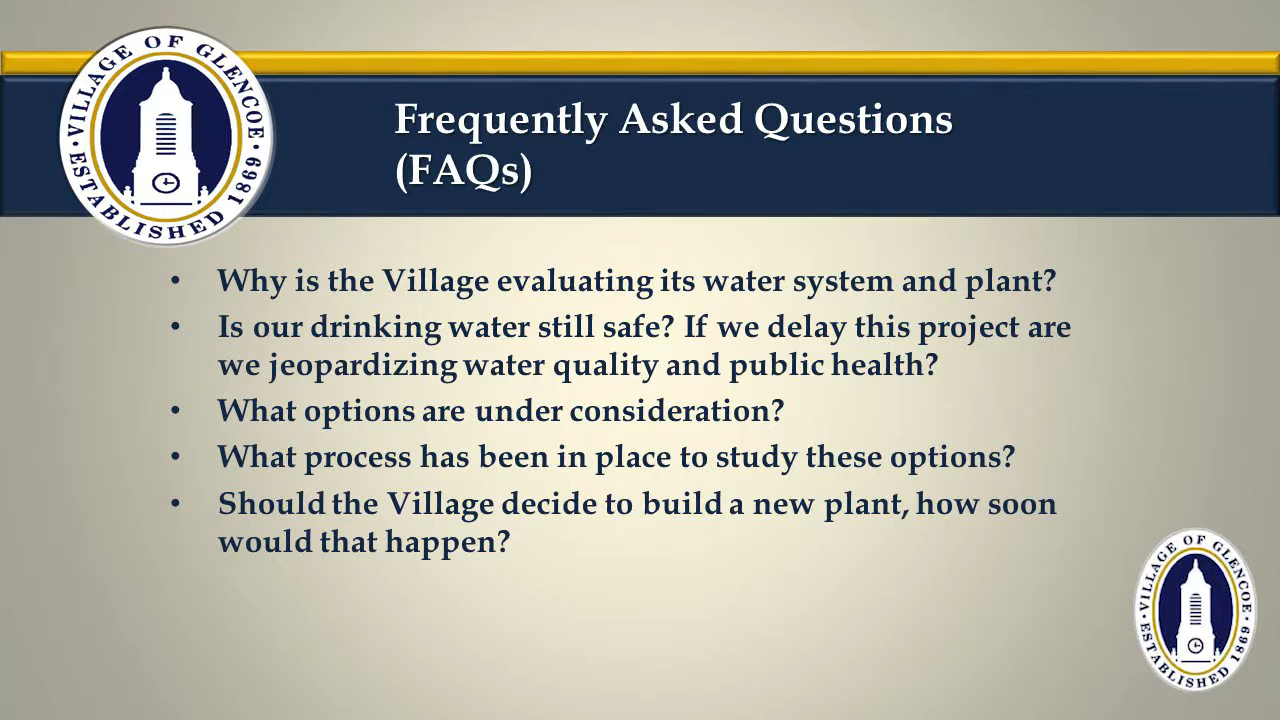 VILLAGE OF GLENCOE
ESTABLISHED 1869
Frequently Asked Questions
(FAQs)
• Why is the Village evaluating its water system and plant?
• Is our drinking water still safe? If we delay this project are
we jeopardizing water quality and public health?
• What options are under consideration?
• What process has been in place to study these options?
• Should the Village decide to build a new plant, how soon
would that happen?
VILLAGE OF GLENCOE
ESTABLISHED 1869